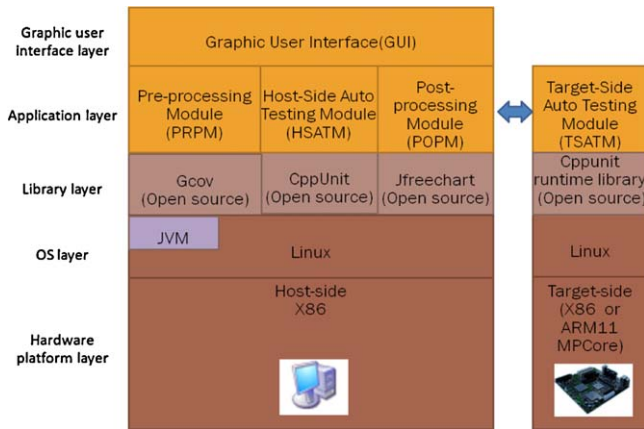 Graphic user
interface layer
Graphic User Interface(GUI)
Application layer
Pre-processing
Module
(PRPM)
Host-Side Auto
Testing Module
(HSATM)
Post-
processing
Module
(POPM)
Target-Side
Auto Testing
Module
(TSATM)
Library layer
Gcov
(Open source)
CppUnit
(Open source)
Jfreechart
(Open source)
Cppunit
runtime library
(Open source)
OS layer
JVM
Linux
Linux
Hardware
platform layer
Host-side
X86
Target-side
(X86 or
ARM11
MPCore)